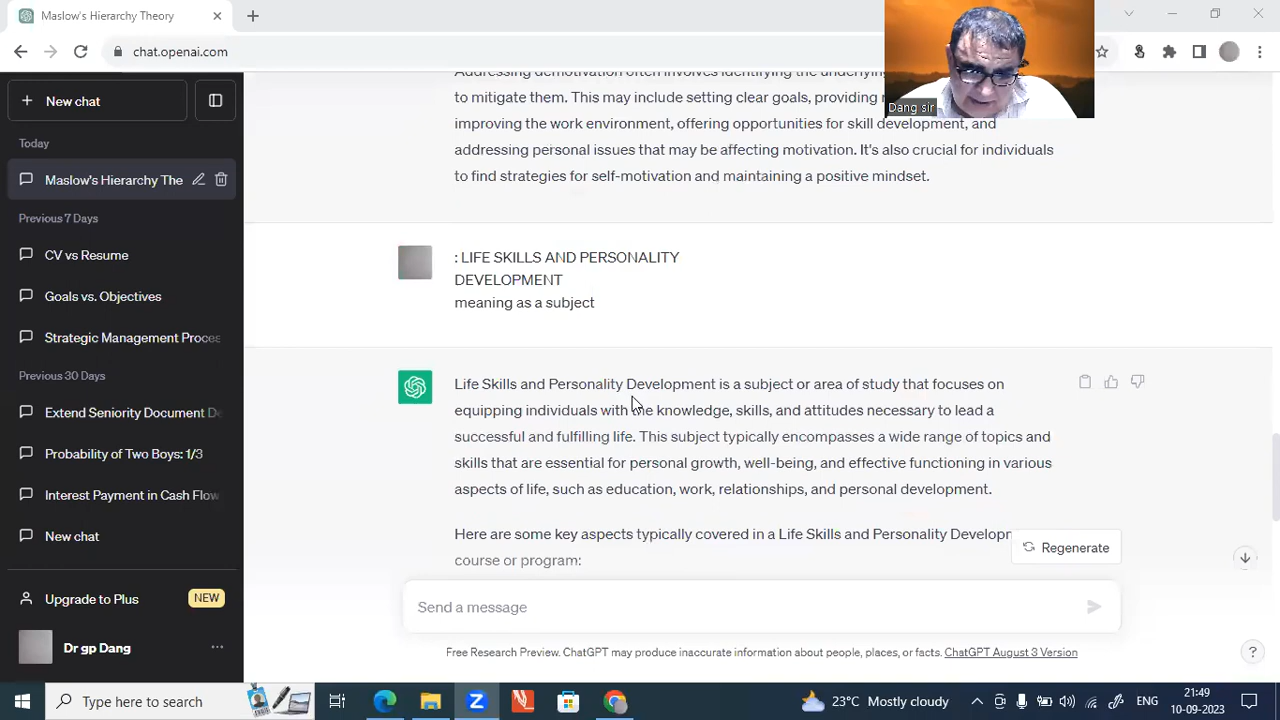 Maslow's Hierarchy Theory
chat.openai.com
New chat
Today
Maslow's Hierarchy The
Previous 7 Days
CV vs Resume
Goals vs. Objectives
Strategic Management Proces
Previous 30 Days
Extend Seniority Document De
Probability of Two Boys: 1/3
Interest Payment in Cash Flow
New chat
Upgrade to Plus
NEW
Dr gp Dang
Dang sir
Addressing demotivation often involves identifying the underlying
to mitigate them. This may include setting clear goals, providing
improving the work environment, offering opportunities for skill development, and
addressing personal issues that may be affecting motivation. It's also crucial for individuals
to find strategies for self-motivation and maintaining a positive mindset.
: LIFE SKILLS AND PERSONALITY
DEVELOPMENT
meaning as a subject
Life Skills and Personality Development is a subject or area of study that focuses on
equipping individuals with the knowledge, skills, and attitudes necessary to lead a
successful and fulfilling life. This subject typically encompasses a wide range of topics and
skills that are essential for personal growth, well-being, and effective functioning in various
aspects of life, such as education, work, relationships, and personal development.
Here are some key aspects typically covered in a Life Skills and Personality Developm
course or program:
Regenerate
Send a message
Free Research Preview. ChatGPT may produce inaccurate information about people, places, or facts. ChatGPT August 3 Version
?
Type here to search
23°C Mostly cloudy
ENG
21:49
10-09-2023